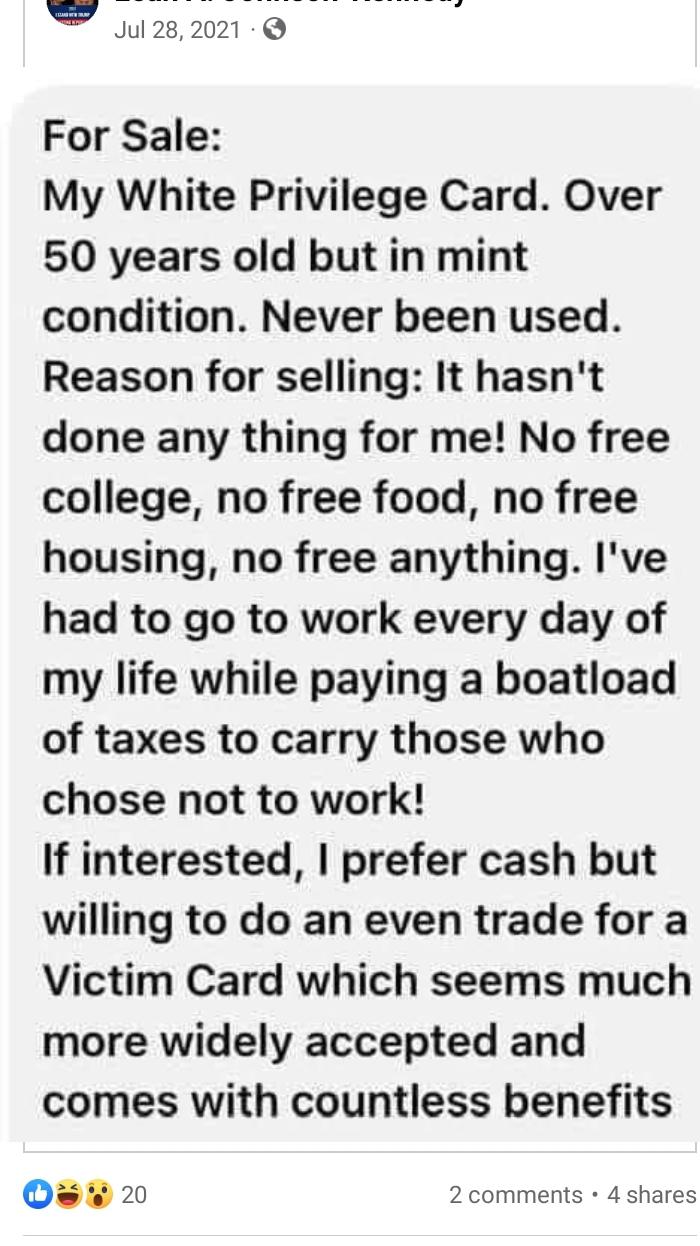 Jul 28, 2021 ·
For Sale:
My White Privilege Card. Over
50 years old but in mint
condition. Never been used.
Reason for selling: It hasn't
done any thing for me! No free
college, no free food, no free
housing, no free anything. I've
had to go to work every day of
my life while paying a boatload
of taxes to carry those who
chose not to work!
If interested, I prefer cash but
willing to do an even trade for a
Victim Card which seems much
more widely accepted and
comes with countless benefits
20
2 comments • 4 shares